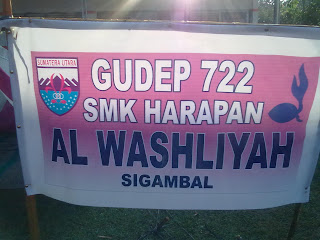 SUMATERA UTARA
GUDEP 722
SMK HARAPAN
AL WASHLIYAH
SIGAMBAL